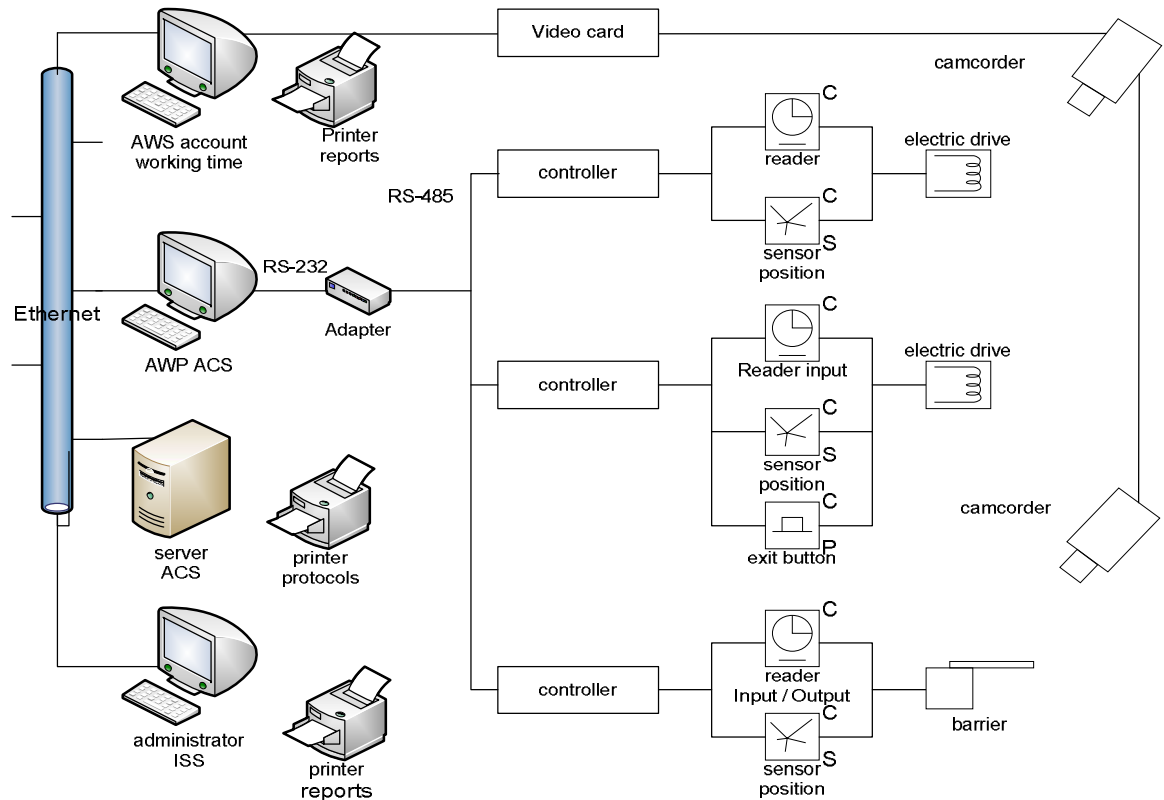 Video card
camcorder
AWS account
working time
Printer
reports
C
reader
electric drive
controller
RS-485
C
S
sensor
position
RS-232
Ethernet
Adapter
AWP ACS
C
Reader input
electric drive
controller
C
S
sensor
position
C
P
exit button
camcorder
server
ACS
printer
protocols
C
reader
Input / Output
controller
C
S
sensor
position
barrier
administrator
ISS
printer
reports